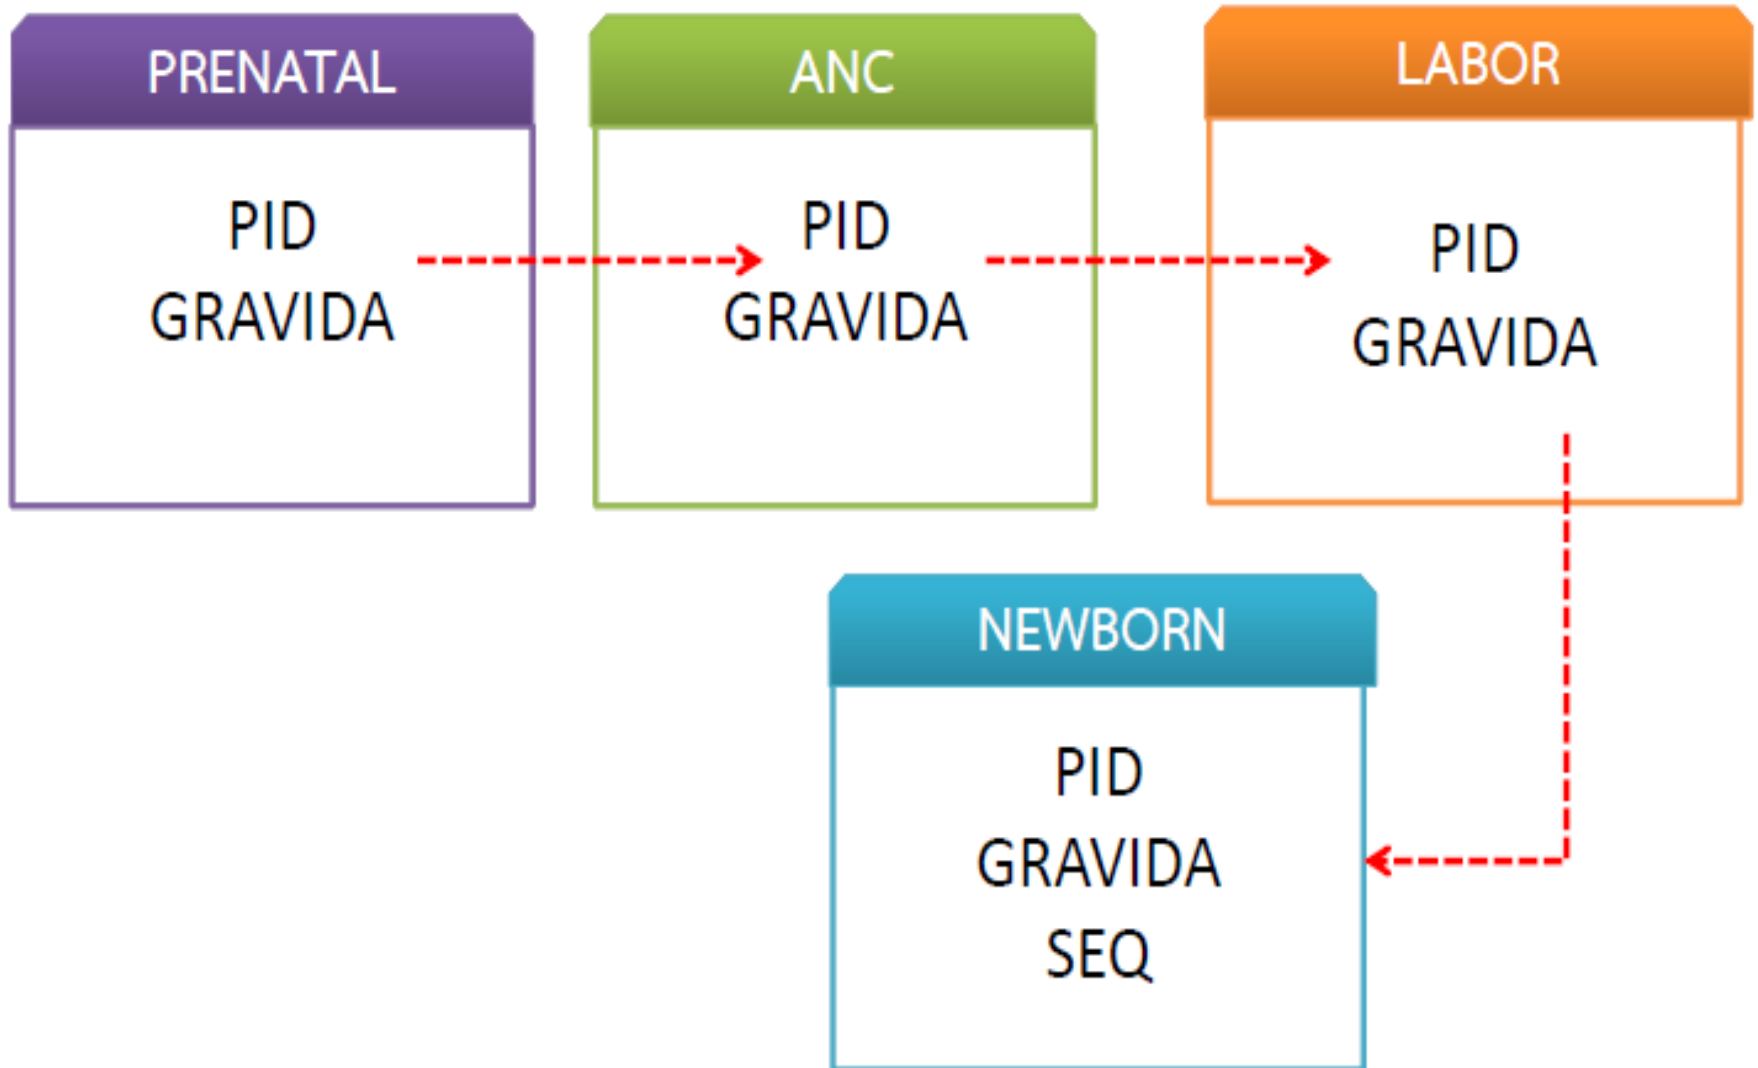 PRENATAL
PID
GRAVIDA
ANC
PID
GRAVIDA
LABOR
PID
GRAVIDA
NEWBORN
PID
GRAVIDA
SEQ